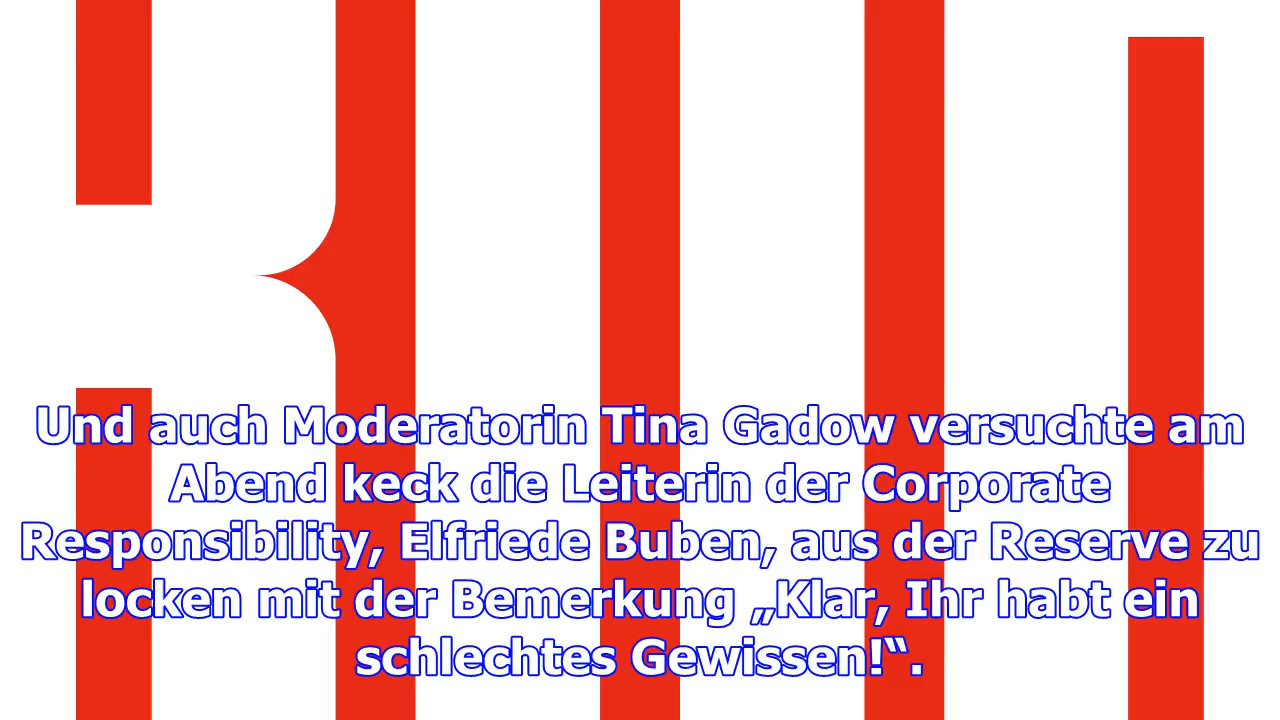 Und auch Moderatorin Tina Gadow versuchte am
Abend keck die Leiterin der Corporate
Responsibility, Elfriede Buben, aus der Reserve zu
locken mit der Bemerkung „Klar, Ihr habt ein
schlechtes Gewissen!“.